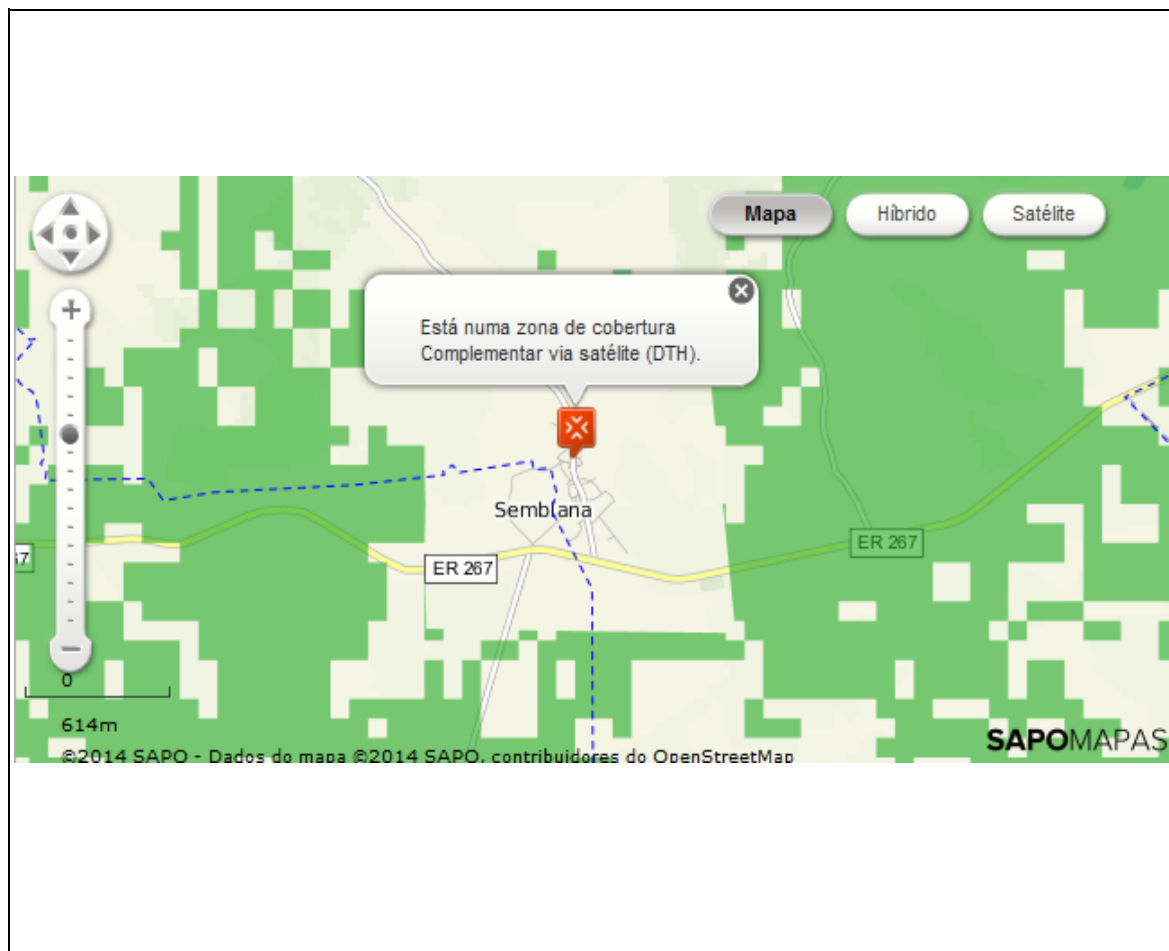 Mapa
Híbrido
Satélite
Está numa zona de cobertura
Complementar via satélite (DTH).
Semblana
ER 267
ER 267
67
0
614m
SAPOMAPAS
©2014 SAPO - Dados do mapa ©2014 SAPO, contribuidores do OpenStreetMap